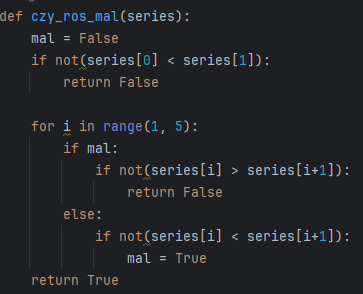 def czy_ros_mal(series):
    mal = False
    if not(series[0] < series[1]):
        return False

    for i in range(1, 5):
        if mal:
            if not(series[i] > series[i+1]):
                return False
        else:
            if not(series[i] < series[i+1]):
                mal = True
    return True